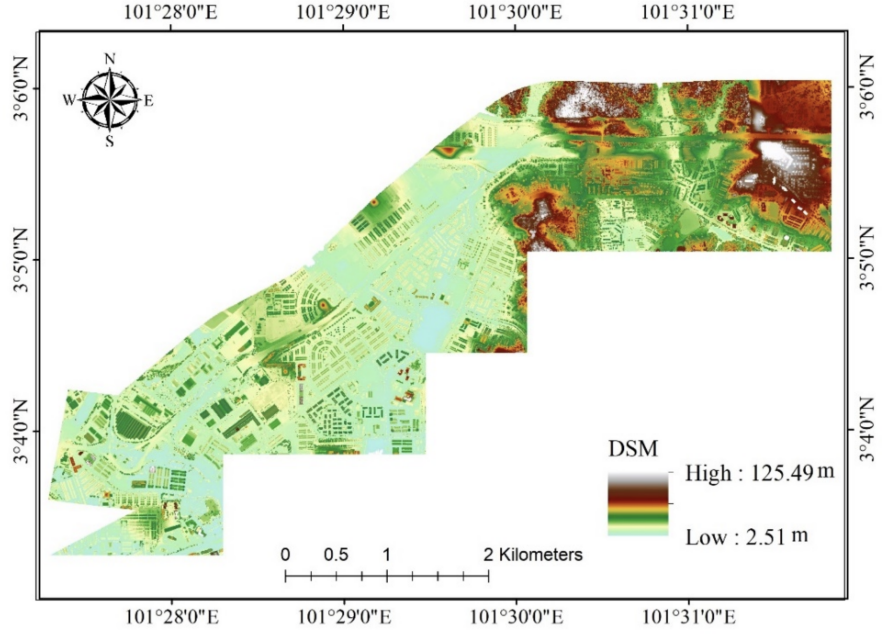 101°28'0"E 101°29'0"E 101°30'0"E 101°31'0"E
N
W E
S
3°6'0"N 3°6'0"N
3°5'0"N 3°5'0"N
3°4'0"N 3°4'0"N
DSM
High : 125.49 m
Low : 2.51 m
0 0.5 1 2 Kilometers
101°28'0"E 101°29'0"E 101°30'0"E 101°31'0"E